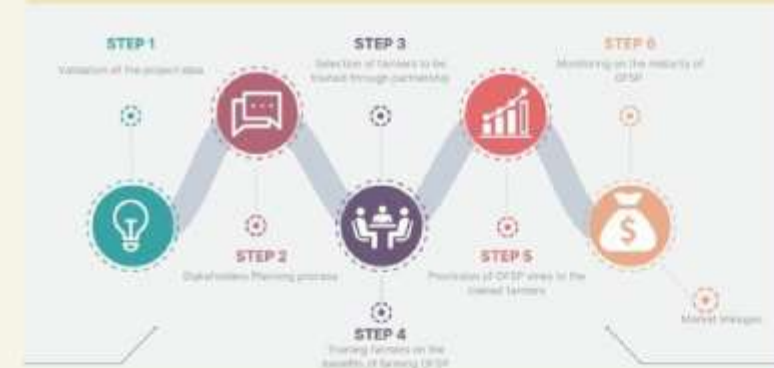 STEP 1
Validation of the project data
STEP 2
Stakeholders Planning process
STEP 3
Selection of farmers to be
trained through partnership
STEP 4
Training farmers on the
benefits of farming OFSP
STEP 5
Provision of OFSP vines to the
trained farmers
STEP 6
Monitoring on the maturity of
OFSP
Market linkages
$